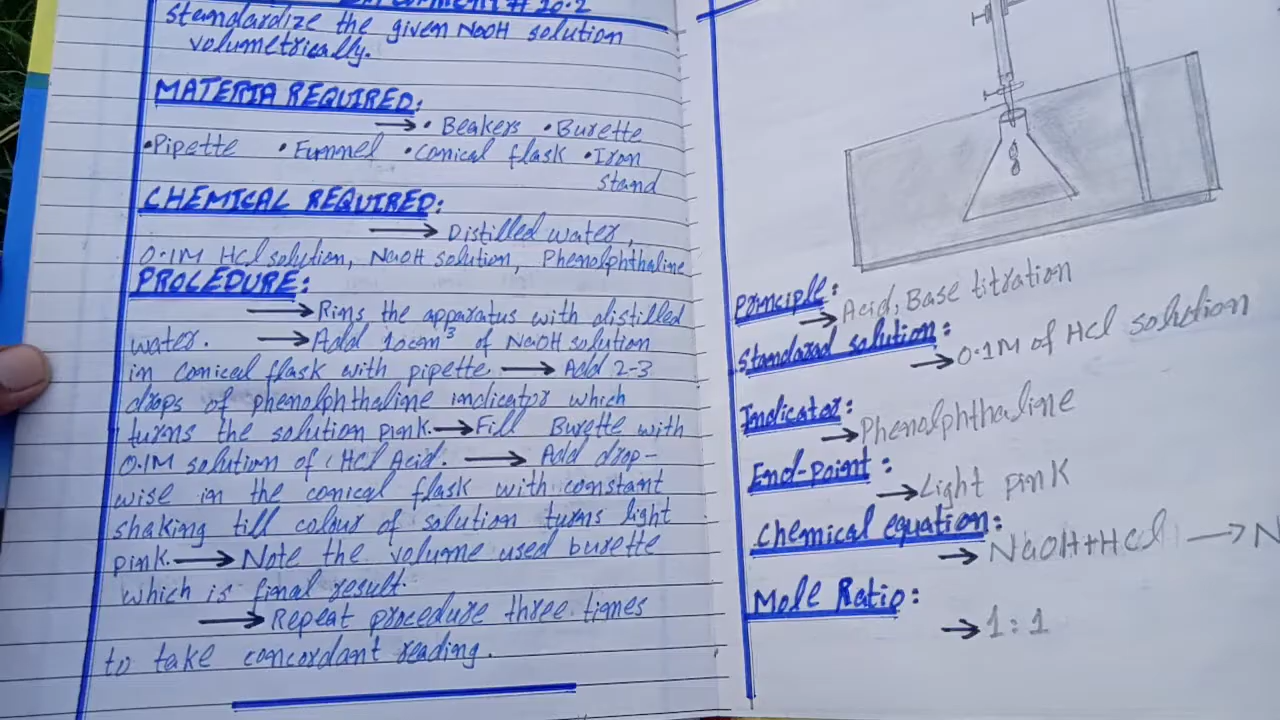 # 10.2
standardize the given NaOH solution
volumetrically.
MATERIA REQUIRED:
→ • Beakers • Burette
• Pipette • Funnel • Conical flask • Iron
stand
CHEMICAL REQUIRED:
→ Distilled water,
0.1M HCl solution, NaOH solution, Phenolphthaline
PROCEDURE:
→ Rins the apparatus with distilled
water. → Add 10cm³ of NaOH solution
in conical flask with pipette → Add 2-3
drops of phenolphthaline indicator which
turns the solution pink. → Fill Burette with
0.1M solution of HCl Acid. → Add drop-
wise in the conical flask with constant
shaking till colour of solution turns light
pink. → Note the volume used burette
which is final result.
→ Repeat procedure three times
to take concordant reading.
Principle:
→ Acid, Base titration
Standard solution:
→ 0.1M of HCl solution
Indicator:
→ Phenolphthaline
End-point:
→ Light pink
Chemical equation:
→ NaOH+HCl → N
Mole Ratio:
→ 1:1